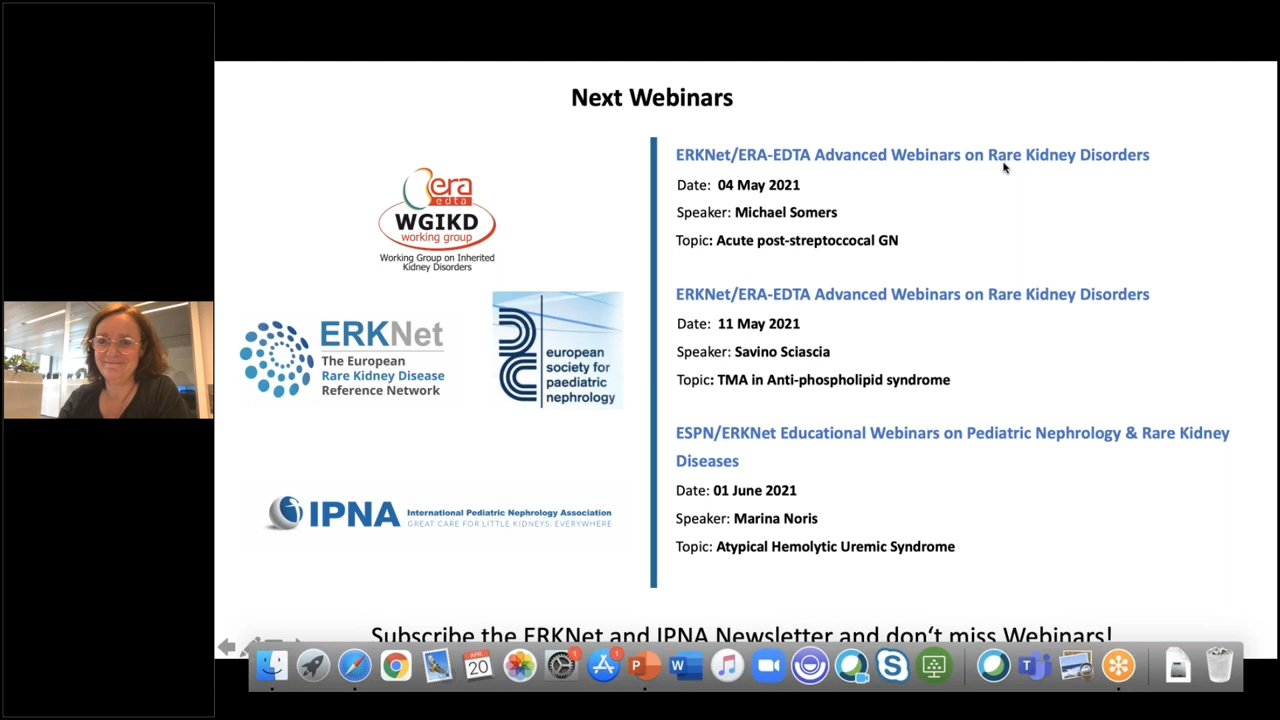 Next Webinars
era
edta
WGIKD
working group
Working Group on Inherited
Kidney Disorders
ERKNet
The European
Rare Kidney Disease
Reference Network
european
society for
paediatric
nephrology
IPNA International Pediatric Nephrology Association
GREAT CARE FOR LITTLE KIDNEYS. EVERYWHERE
ERKNet/ERA-EDTA Advanced Webinars on Rare Kidney Disorders
Date: 04 May 2021
Speaker: Michael Somers
Topic: Acute post-streptoccocal GN
ERKNet/ERA-EDTA Advanced Webinars on Rare Kidney Disorders
Date: 11 May 2021
Speaker: Savino Sciascia
Topic: TMA in Anti-phospholipid syndrome
ESPN/ERKNet Educational Webinars on Pediatric Nephrology & Rare Kidney
Diseases
Date: 01 June 2021
Speaker: Marina Noris
Topic: Atypical Hemolytic Uremic Syndrome
Subscribe the ERKNet and IPNA Newsletter and don‘t miss Webinars!
APR
20
1
1
P
W
S
T